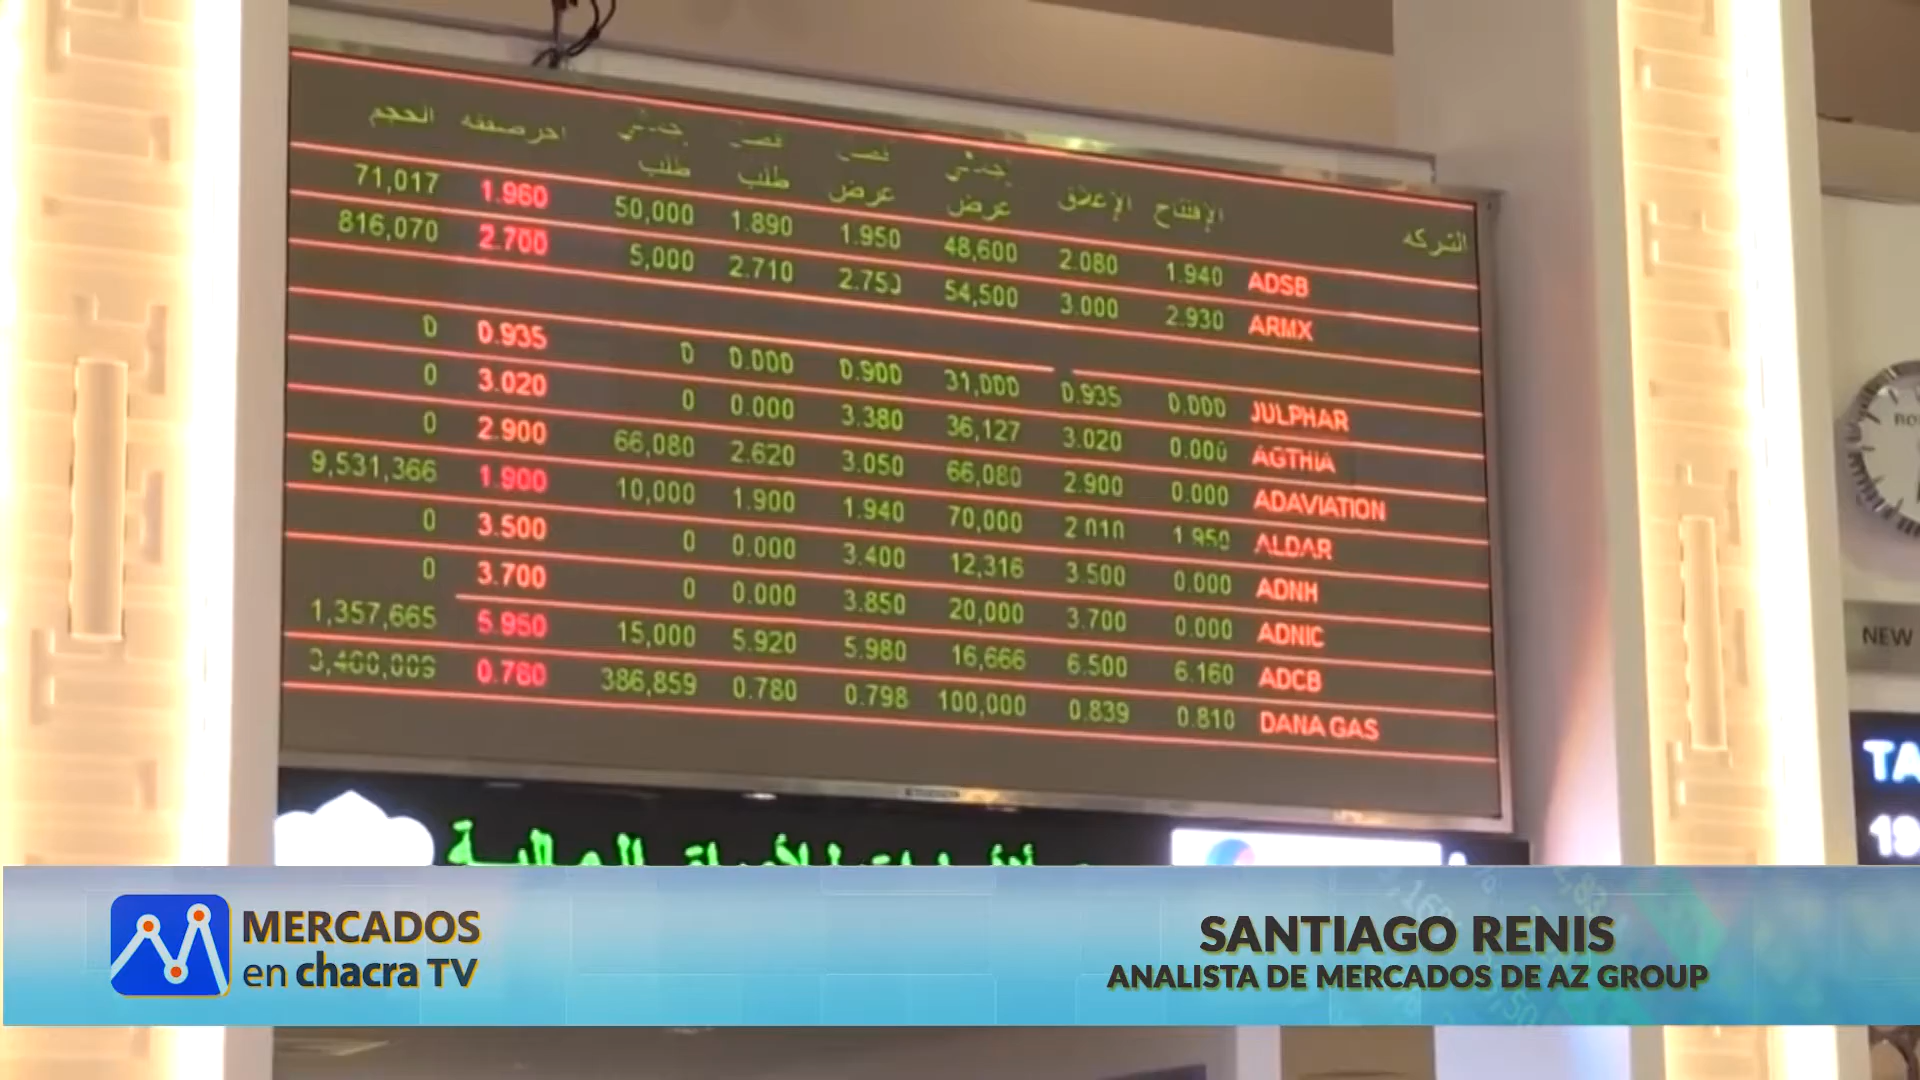 الشركه الإفتتاح الإغلاق عرض عرض طلب طلب اخرصفقه الحجم
71,017 1.960 50,000 1.890 1.950 48,600 2.080 1.940 ADSB
816,070 2.700 5,000 2.710 2.750 54,500 3.000 2.930 ARMX
0 0.935 0 0.000 0.900 31,000 0.935 0.000 JULPHAR
0 3.020 0 0.000 3.380 36,127 3.020 0.000 AGTHIA
0 2.900 66,080 2.620 3.050 66,080 2.900 0.000 ADAVIATION
9,531,366 1.900 10,000 1.900 1.940 70,000 2.010 1.950 ALDAR
0 3.500 0 0.000 3.400 12,316 3.500 0.000 ADNH
0 3.700 0 0.000 3.850 20,000 3.700 0.000 ADNIC
1,357,665 5.950 15,000 5.920 5.980 16,666 6.500 6.160 ADCB
0.780 386,859 0.780 0.798 100,000 0.839 0.810 DANA GAS
NEW
TA
19
MERCADOS
en chacra TV
SANTIAGO RENIS
ANALISTA DE MERCADOS DE AZ GROUP